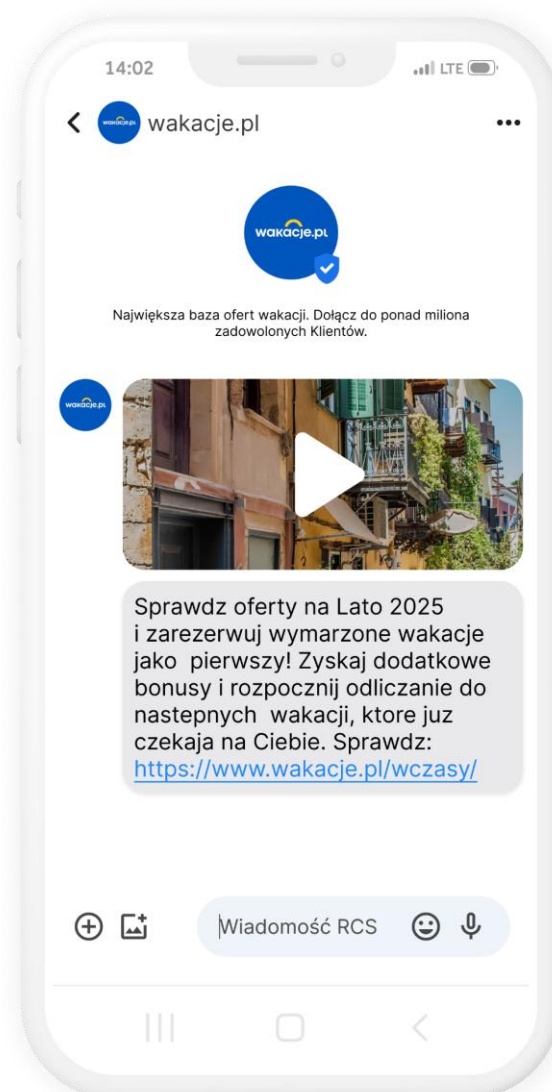 14:02
LTE
wakacje.pl
wakacje.pl
wakacje.pl
Największa baza ofert wakacji. Dołącz do ponad miliona
zadowolonych Klientów.
wakacje.pl
Sprawdz oferty na Lato 2025
i zarezerwuj wymarzone wakacje
jako pierwszy! Zyskaj dodatkowe
bonusy i rozpocznij odliczanie do
nastepnych wakacji, ktore juz
czekaja na Ciebie. Sprawdz:
https://www.wakacje.pl/wczasy/
Wiadomość RCS